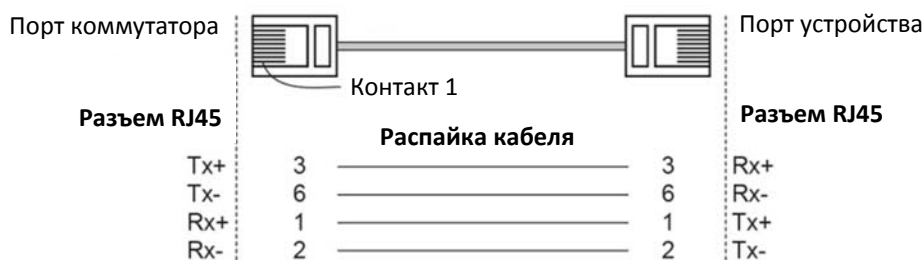 Порт коммутатора
Порт устройства
Контакт 1
Разъем RJ45
Разъем RJ45
Распайка кабеля
Tx+ 3 3 Rx+
Tx- 6 6 Rx-
Rx+ 1 1 Tx+
Rx- 2 2 Tx-